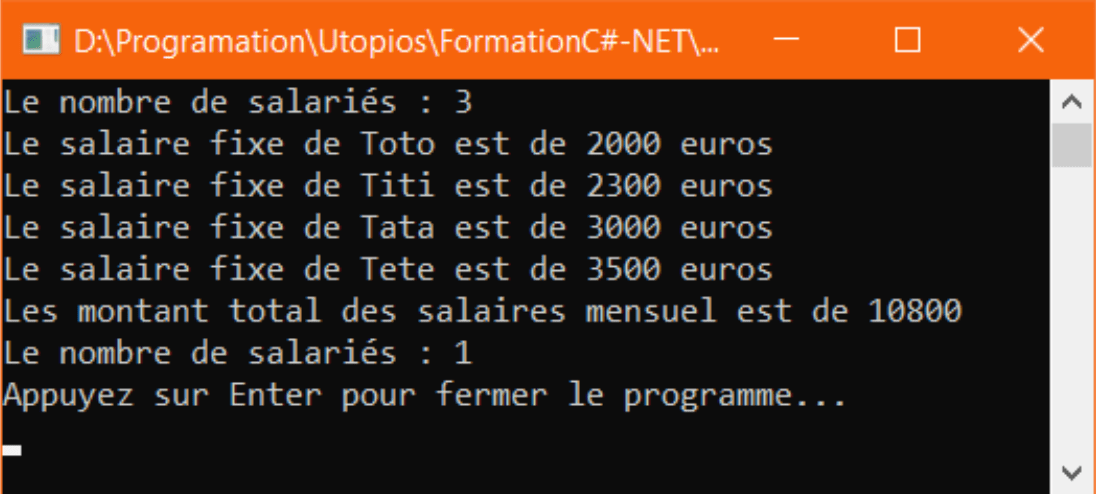 D:\Programation\Utopios\FormationC#-NET\...
Le nombre de salariés : 3
Le salaire fixe de Toto est de 2000 euros
Le salaire fixe de Titi est de 2300 euros
Le salaire fixe de Tata est de 3000 euros
Le salaire fixe de Tete est de 3500 euros
Les montant total des salaires mensuel est de 10800
Le nombre de salariés : 1
Appuyez sur Enter pour fermer le programme...